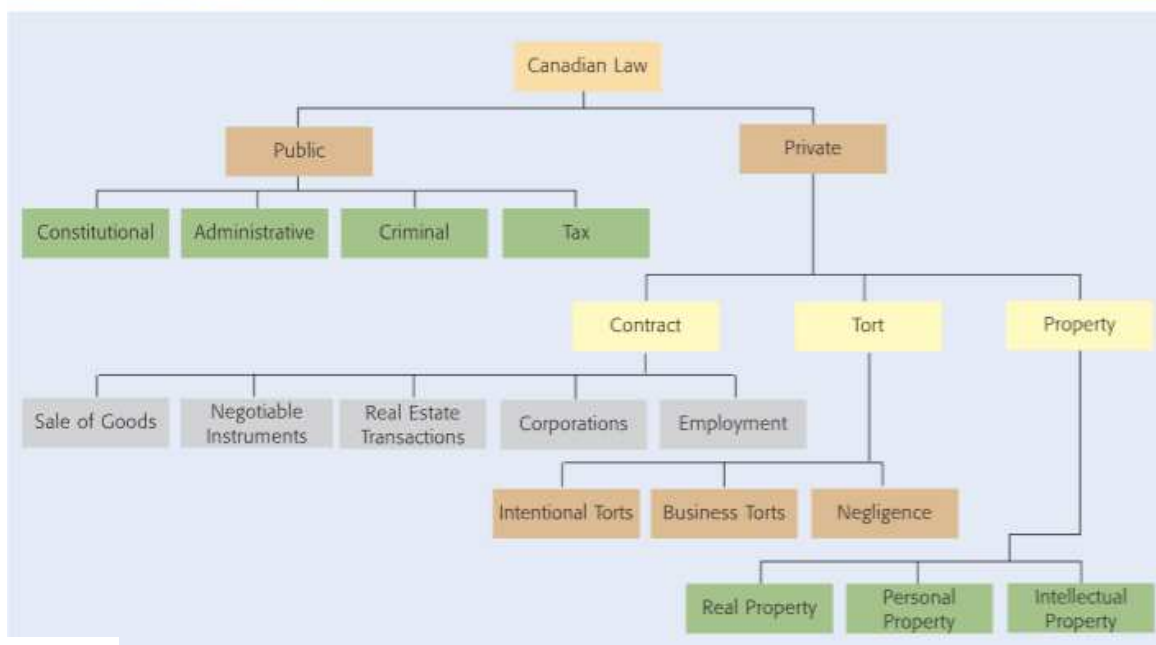 Canadian Law
Public
Private
Constitutional
Administrative
Criminal
Tax
Contract
Tort
Property
Sale of Goods
Negotiable
Instruments
Real Estate
Transactions
Corporations
Employment
Intentional Torts
Business Torts
Negligence
Real Property
Personal
Property
Intellectual
Property